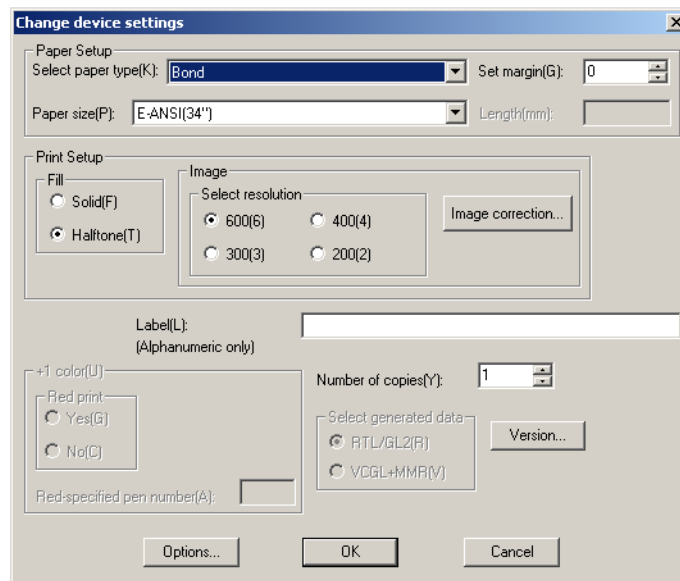 Change device settings
Paper Setup
Select paper type(K): Bond Set margin(G): 0
Paper size(P): E-ANSI(34") Length(mm):
Print Setup
Fill
Solid(F)
Halftone(T)
Image
Select resolution
600(6) 400(4)
300(3) 200(2)
Image correction...
Label(L):
(Alphanumeric only)
+1 color(U)
Red print
Yes(G)
No(C)
Red-specified pen number(A):
Number of copies(Y): 1
Select generated data
RTL/GL2(R)
VCGL+MMR(V)
Version...
Options... OK Cancel